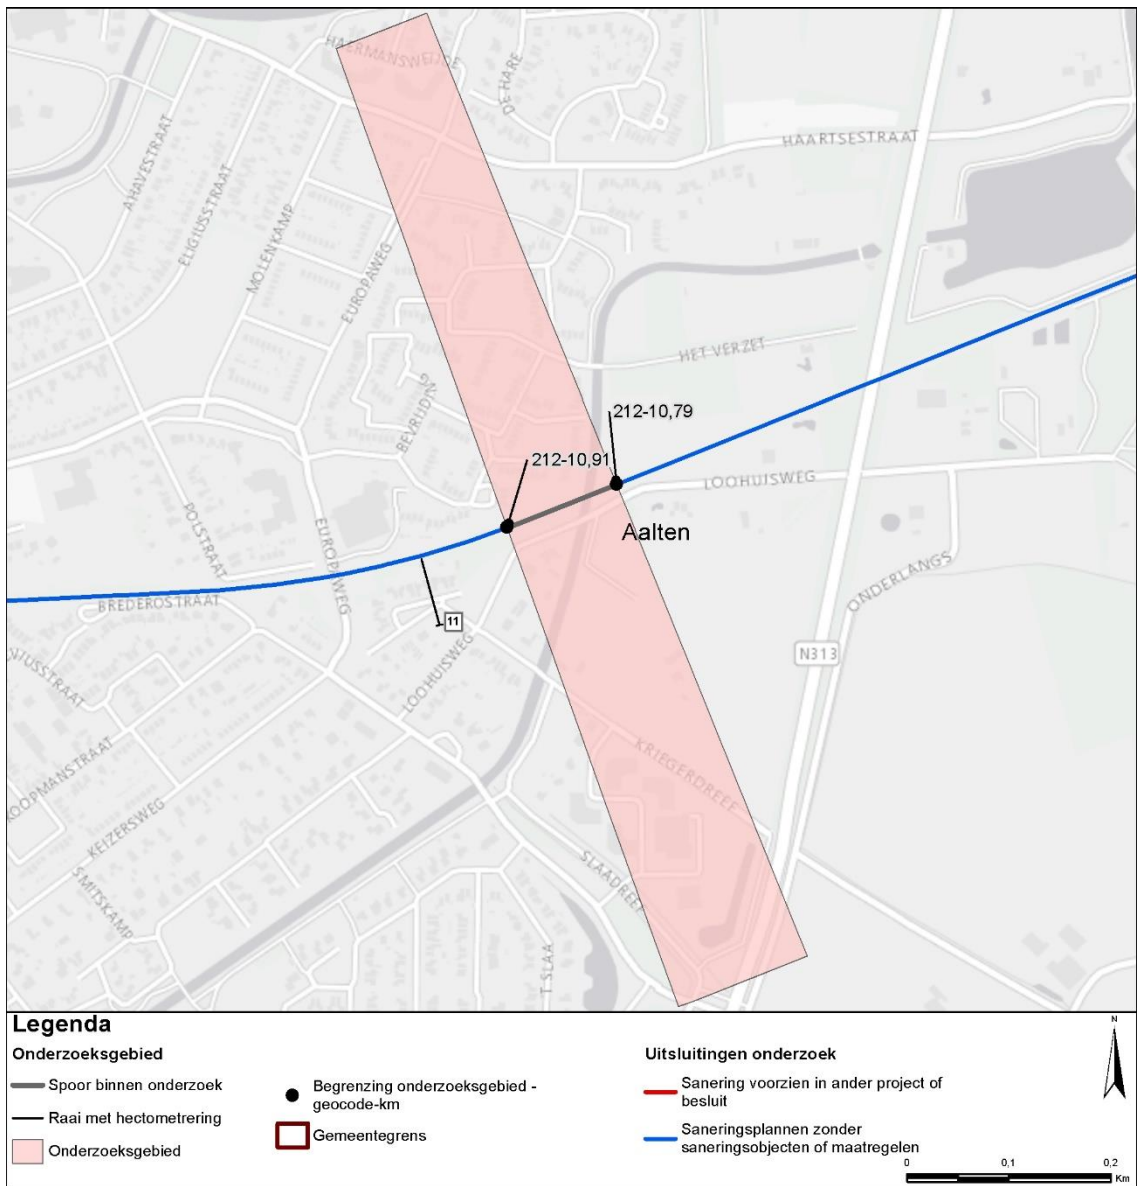 HAERMANSWEIJDE
DE HARE
HAARTSESTRAAT
AHAVESTRAAT
ELIGIUSSTRAAT
MOLENKAMP
EUROPAWEG
HET VERZET
BEVRIJDING
212-10,79
212-10,91
LOOHUISWEG
Aalten
POLSTRAAT
EUROPAWEG
ONDERLANGS
BREDEROSTRAAT
11
N313
NIUSSTRAAT
LOOHUISWEG
KRIEGERDREEF
KOOPMANSTRAAT
KEIZERSWEG
SMITSKAMP
SLAADREEF
T SLAA
Legenda
Onderzoeksgebied
Spoor binnen onderzoek
Raai met hectometrering
Onderzoeksgebied
Begrenzing onderzoeksgebied -
geocode-km
Gemeentegrens
Uitsluitingen onderzoek
Sanering voorzien in ander project of
besluit
Saneringsplannen zonder
saneringsobjecten of maatregelen
N
0 0,1 0,2
Km